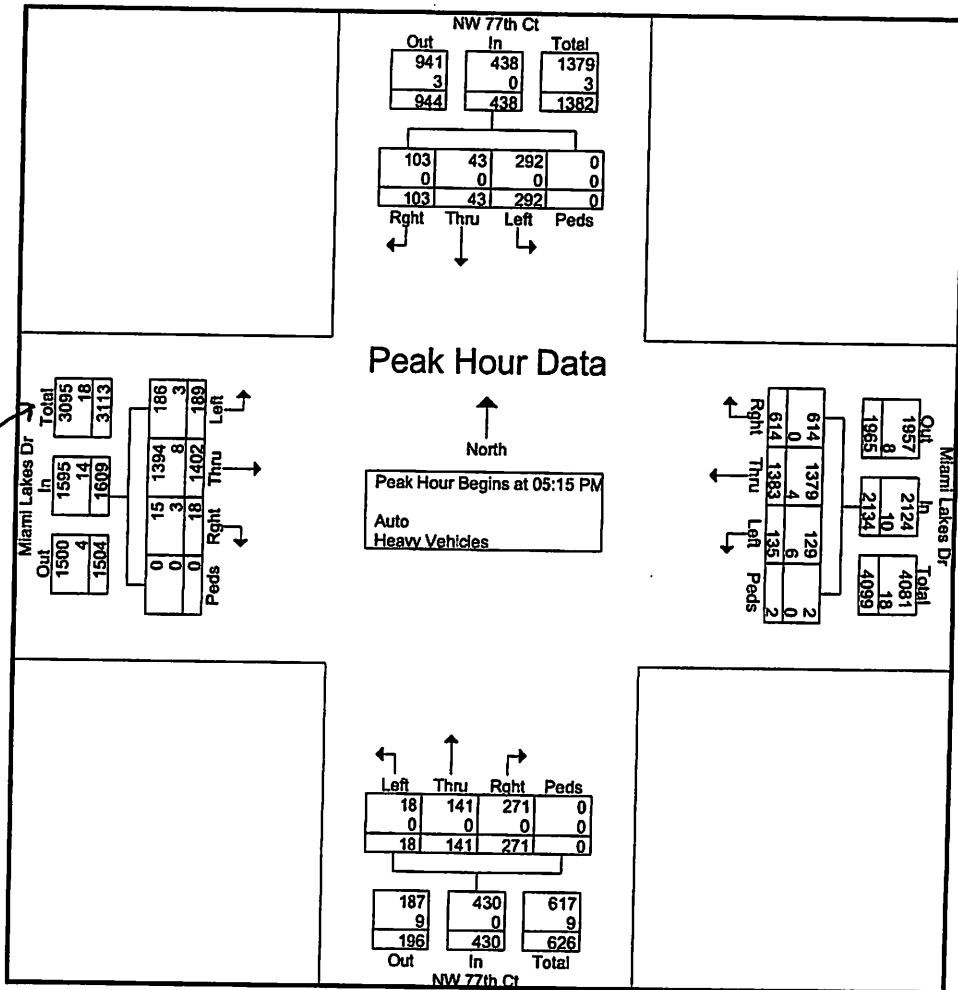 NW 77th Ct
Out In Total
941 438 1379
3 0 3
944 438 1382
103 43 292 0
0 0 0 0
103 43 292 0
Rght Thru Left Peds
Peak Hour Data
North
Peak Hour Begins at 05:15 PM
Auto
Heavy Vehicles
Miami Lakes Dr
Out In Total
1500 1595 3095
4 14 18
1504 1609 3113
186 1394 15 0
3 8 3 0
189 1402 18 0
Left Thru Rght Peds
Miami Lakes Dr
Out In Total
1957 2124 4081
8 10 18
1965 2134 4099
614 1379 129 2
0 4 6 0
614 1383 135 2
Rght Thru Left Peds
Left Thru Rght Peds
18 141 271 0
0 0 0 0
18 141 271 0
187 430 617
9 0 9
196 430 626
Out In Total
NW 77th Ct